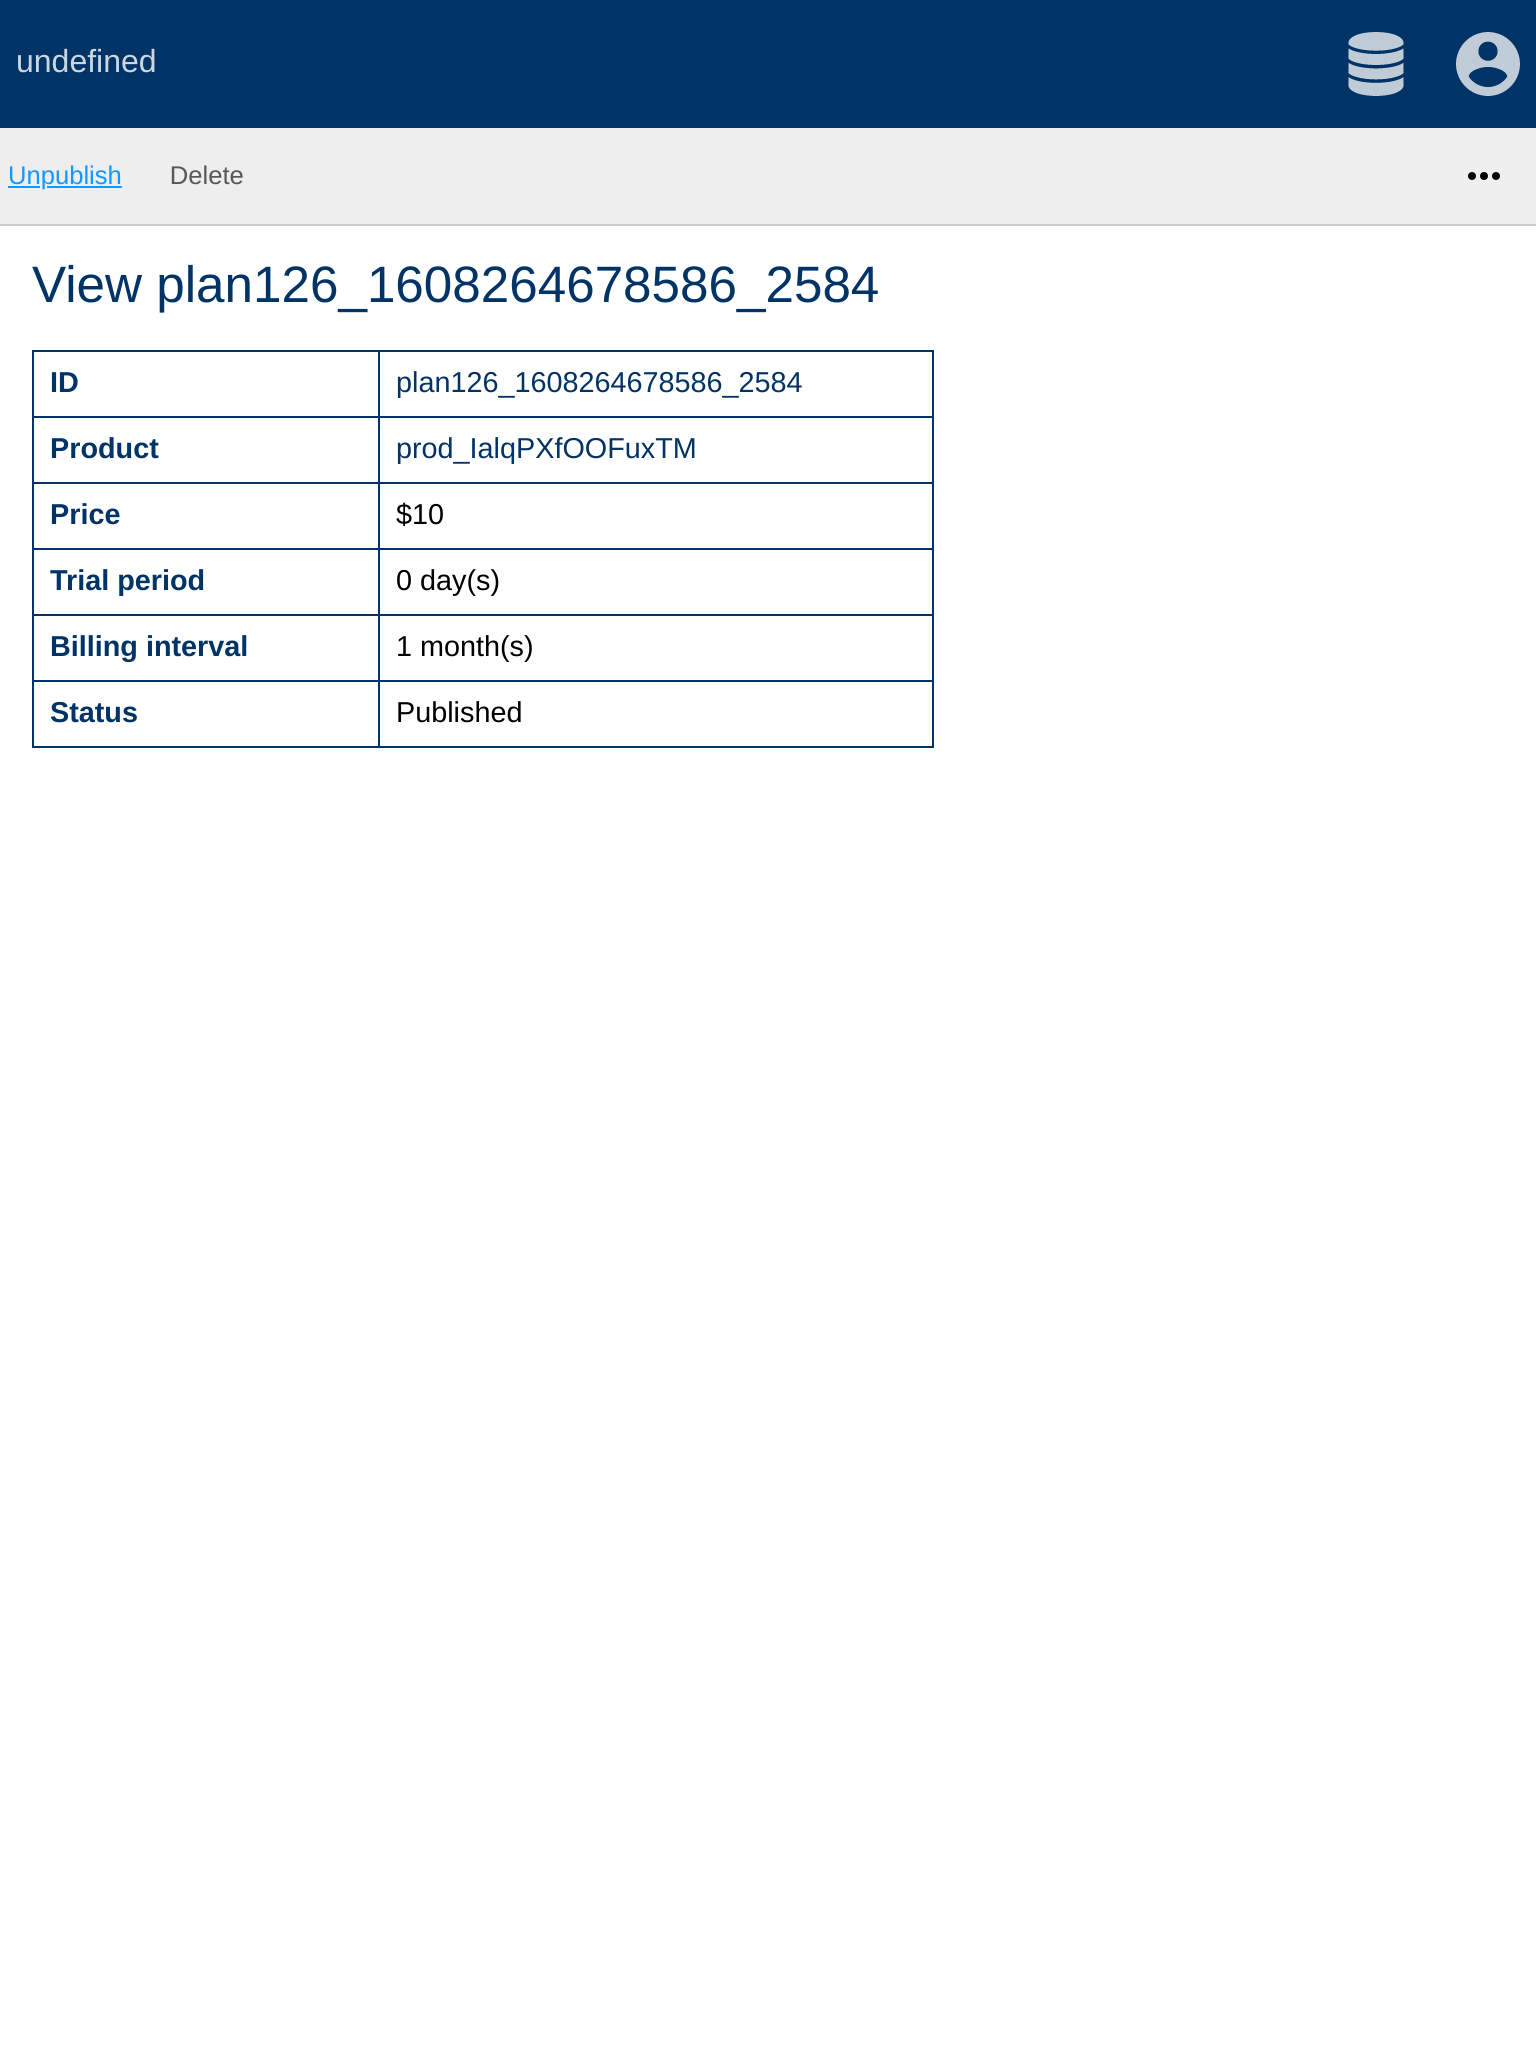 undefined
Unpublish Delete
View plan126_1608264678586_2584
ID plan126_1608264678586_2584
Product prod_IalqPXfOOFuxTM
Price $10
Trial period 0 day(s)
Billing interval 1 month(s)
Status Published